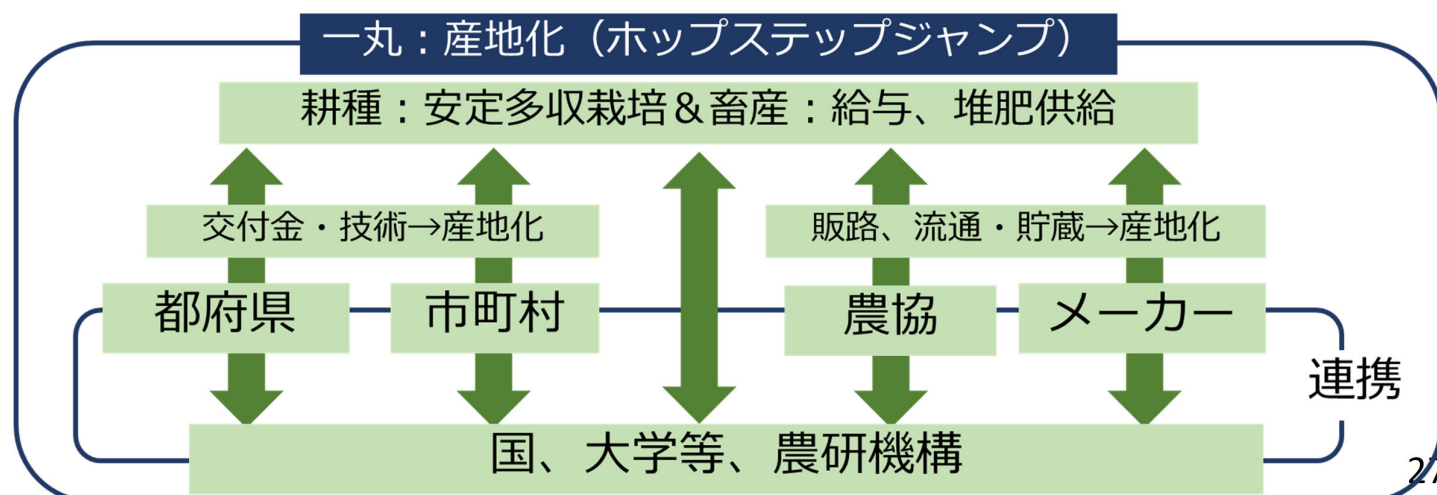 一丸：産地化（ホップステップジャンプ）
耕種：安定多収栽培＆畜産：給与、堆肥供給
交付金・技術→産地化
販路、流通・貯蔵→産地化
都府県
市町村
農協
メーカー
連携
国、大学等、農研機構
27